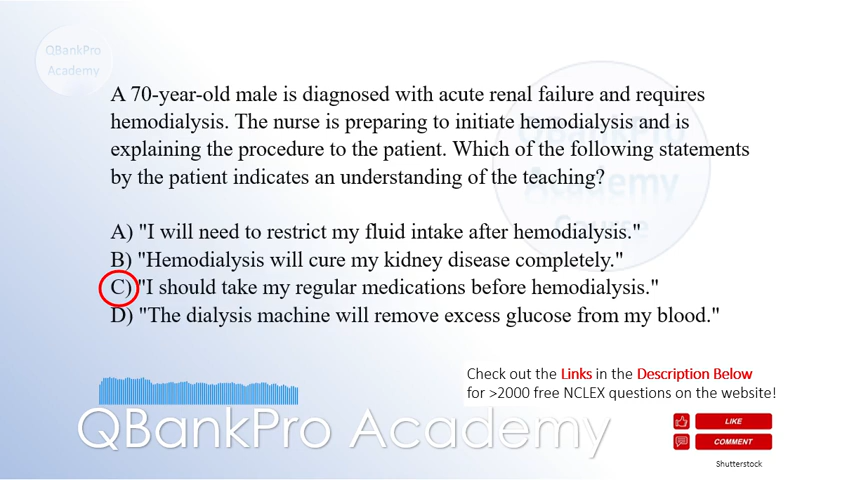 QBankPro
Academy
A 70-year-old male is diagnosed with acute renal failure and requires
hemodialysis. The nurse is preparing to initiate hemodialysis and is
explaining the procedure to the patient. Which of the following statements
by the patient indicates an understanding of the teaching?
QBankPro
Academy
Course
A) "I will need to restrict my fluid intake after hemodialysis."
B) "Hemodialysis will cure my kidney disease completely."
C) "I should take my regular medications before hemodialysis."
D) "The dialysis machine will remove excess glucose from my blood."
Check out the Links in the Description Below
for >2000 free NCLEX questions on the website!
QBankPro Academy
LIKE
COMMENT
Shutterstock